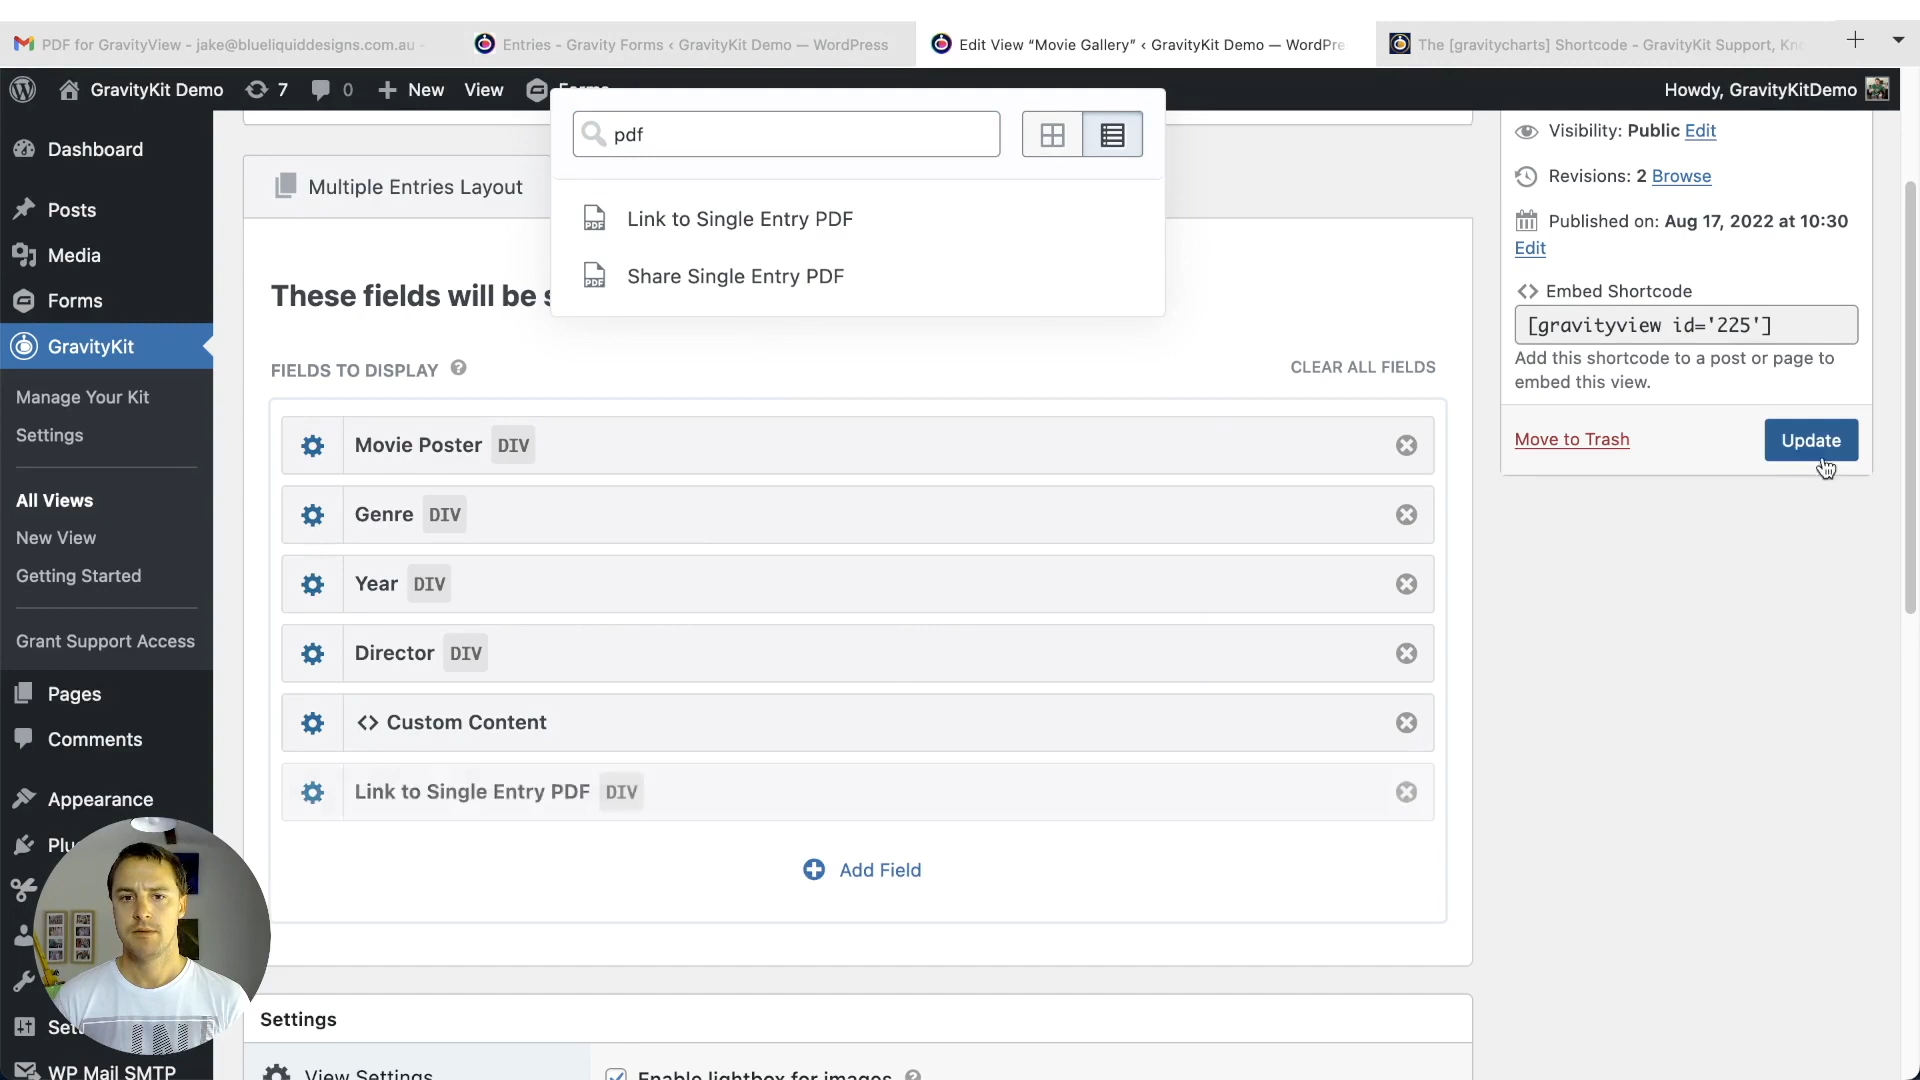 PDF for GravityView - jake@blueliquiddesigns.com.au -
Entries - Gravity Forms ‹ GravityKit Demo — WordPress
Edit View “Movie Gallery” ‹ GravityKit Demo — WordPre
The [gravitycharts] Shortcode - GravityKit Support, Kno
GravityKit Demo
7
0
New
View
Howdy, GravityKitDemo
pdf
Link to Single Entry PDF
Share Single Entry PDF
Dashboard
Posts
Media
Forms
GravityKit
Manage Your Kit
Settings
All Views
New View
Getting Started
Grant Support Access
Pages
Comments
Appearance
Plu
Set
WP Mail SMTP
Multiple Entries Layout
These fields will be s
FIELDS TO DISPLAY
CLEAR ALL FIELDS
Movie Poster DIV
Genre DIV
Year DIV
Director DIV
<> Custom Content
Link to Single Entry PDF DIV
Add Field
Settings
View Settings
Enable lightbox for images
Visibility: Public Edit
Revisions: 2 Browse
Published on: Aug 17, 2022 at 10:30
Edit
<> Embed Shortcode
[gravityview id='225']
Add this shortcode to a post or page to
embed this view.
Move to Trash
Update